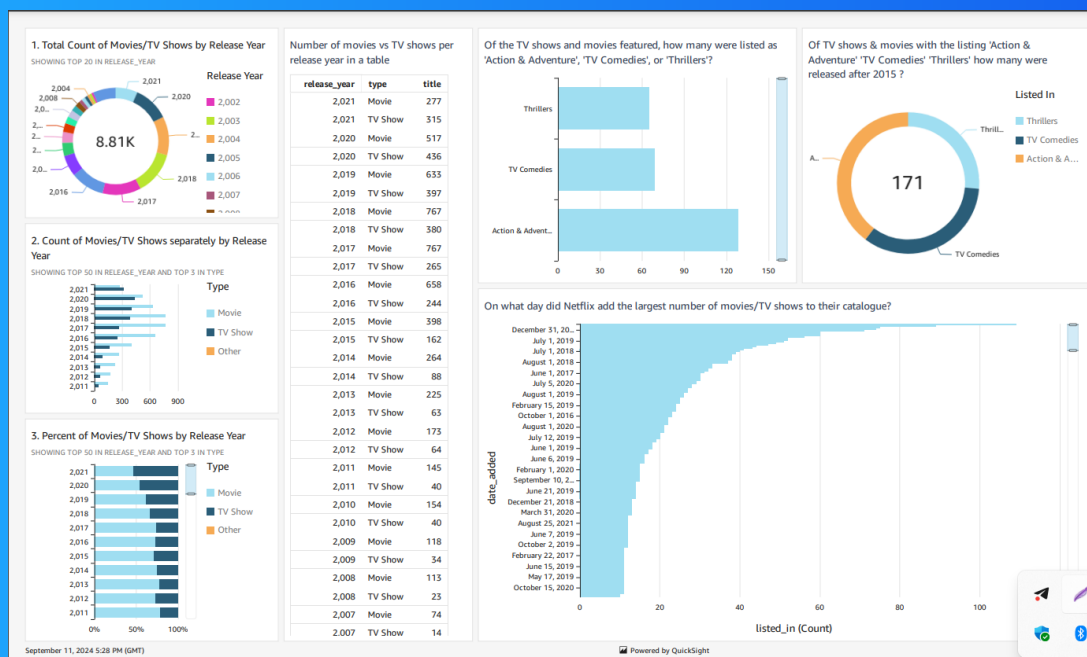 1. Total Count of Movies/TV Shows by Release Year
SHOWING TOP 20 IN RELEASE_YEAR
2,021
2,020
2...
2,018
2,017
2,016
2,0...
2...
2,...
2,...
2,0...
2,008
2,004
8.81K
Release Year
2,002
2,003
2,004
2,005
2,006
2,007
2. Count of Movies/TV Shows separately by Release
Year
SHOWING TOP 50 IN RELEASE_YEAR AND TOP 3 IN TYPE
2,021
2,020
2,019
2,018
2,017
2,016
2,015
2,014
2,013
2,012
2,011
0 300 600 900
Type
Movie
TV Show
Other
3. Percent of Movies/TV Shows by Release Year
SHOWING TOP 50 IN RELEASE_YEAR AND TOP 3 IN TYPE
2,021
2,020
2,019
2,018
2,017
2,016
2,015
2,014
2,013
2,012
2,011
0% 50% 100%
Type
Movie
TV Show
Other
Number of movies vs TV shows per
release year in a table
release_year type title
2,021 Movie 277
2,021 TV Show 315
2,020 Movie 517
2,020 TV Show 436
2,019 Movie 633
2,019 TV Show 397
2,018 Movie 767
2,018 TV Show 380
2,017 Movie 767
2,017 TV Show 265
2,016 Movie 658
2,016 TV Show 244
2,015 Movie 398
2,015 TV Show 162
2,014 Movie 264
2,014 TV Show 88
2,013 Movie 225
2,013 TV Show 63
2,012 Movie 173
2,012 TV Show 64
2,011 Movie 145
2,011 TV Show 40
2,010 Movie 154
2,010 TV Show 40
2,009 Movie 118
2,009 TV Show 34
2,008 Movie 113
2,008 TV Show 23
2,007 Movie 74
2,007 TV Show 14
Of the TV shows and movies featured, how many were listed as
'Action & Adventure', 'TV Comedies', or 'Thrillers'?
Thrillers
TV Comedies
Action & Advent...
0 30 60 90 120 150
Of TV shows & movies with the listing 'Action &
Adventure' 'TV Comedies' 'Thrillers' how many were
released after 2015 ?
Listed In
Thrillers
TV Comedies
Action & A...
Thrill...
A...
171
TV Comedies
On what day did Netflix add the largest number of movies/TV shows to their catalogue?
date_added
December 31, 20...
July 1, 2019
July 1, 2018
August 1, 2018
June 1, 2017
July 5, 2020
August 1, 2019
February 15, 2019
October 1, 2016
August 1, 2020
July 12, 2019
June 1, 2019
June 6, 2019
February 1, 2020
September 10, 2...
June 21, 2019
December 21, 2018
March 31, 2020
August 25, 2021
June 7, 2019
October 2, 2019
February 22, 2017
June 15, 2019
May 17, 2019
October 15, 2020
0 20 40 60 80 100
listed_in (Count)
September 11, 2024 5:28 PM (GMT)
Powered by QuickSight